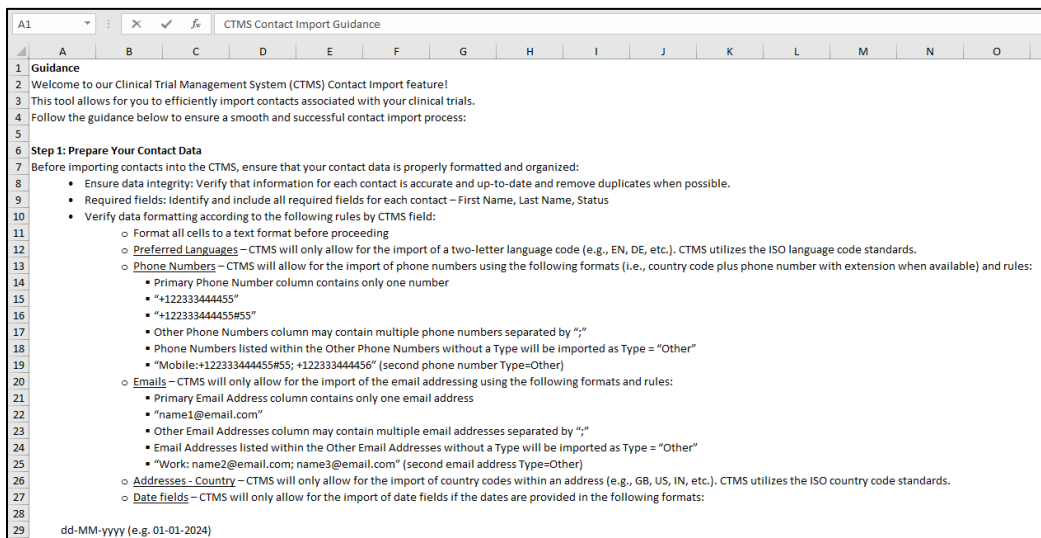 A1 fx CTMS Contact Import Guidance
A B C D E F G H I J K L M N O
1 Guidance
2 Welcome to our Clinical Trial Management System (CTMS) Contact Import feature!
3 This tool allows for you to efficiently import contacts associated with your clinical trials.
4 Follow the guidance below to ensure a smooth and successful contact import process:
5
6 Step 1: Prepare Your Contact Data
7 Before importing contacts into the CTMS, ensure that your contact data is properly formatted and organized:
8 • Ensure data integrity: Verify that information for each contact is accurate and up-to-date and remove duplicates when possible.
9 • Required fields: Identify and include all required fields for each contact – First Name, Last Name, Status
10 • Verify data formatting according to the following rules by CTMS field:
11 o Format all cells to a text format before proceeding
12 o Preferred Languages – CTMS will only allow for the import of a two-letter language code (e.g., EN, DE, etc.). CTMS utilizes the ISO language code standards.
13 o Phone Numbers – CTMS will allow for the import of phone numbers using the following formats (i.e., country code plus phone number with extension when available) and rules:
14 ▪ Primary Phone Number column contains only one number
15 ▪ “+122333444455”
16 ▪ “+122333444455#55”
17 ▪ Other Phone Numbers column may contain multiple phone numbers separated by “;”
18 ▪ Phone Numbers listed within the Other Phone Numbers without a Type will be imported as Type = “Other”
19 ▪ “Mobile:+122333444455#55; +122333444456” (second phone number Type=Other)
20 o Emails – CTMS will only allow for the import of the email addressing using the following formats and rules:
21 ▪ Primary Email Address column contains only one email address
22 ▪ “name1@email.com”
23 ▪ Other Email Addresses column may contain multiple email addresses separated by “;”
24 ▪ Email Addresses listed within the Other Email Addresses without a Type will be imported as Type = “Other”
25 ▪ “Work: name2@email.com; name3@email.com” (second email address Type=Other)
26 o Addresses - Country – CTMS will only allow for the import of country codes within an address (e.g., GB, US, IN, etc.). CTMS utilizes the ISO country code standards.
27 o Date fields – CTMS will only allow for the import of date fields if the dates are provided in the following formats:
28
29 dd-MM-yyyy (e.g. 01-01-2024)